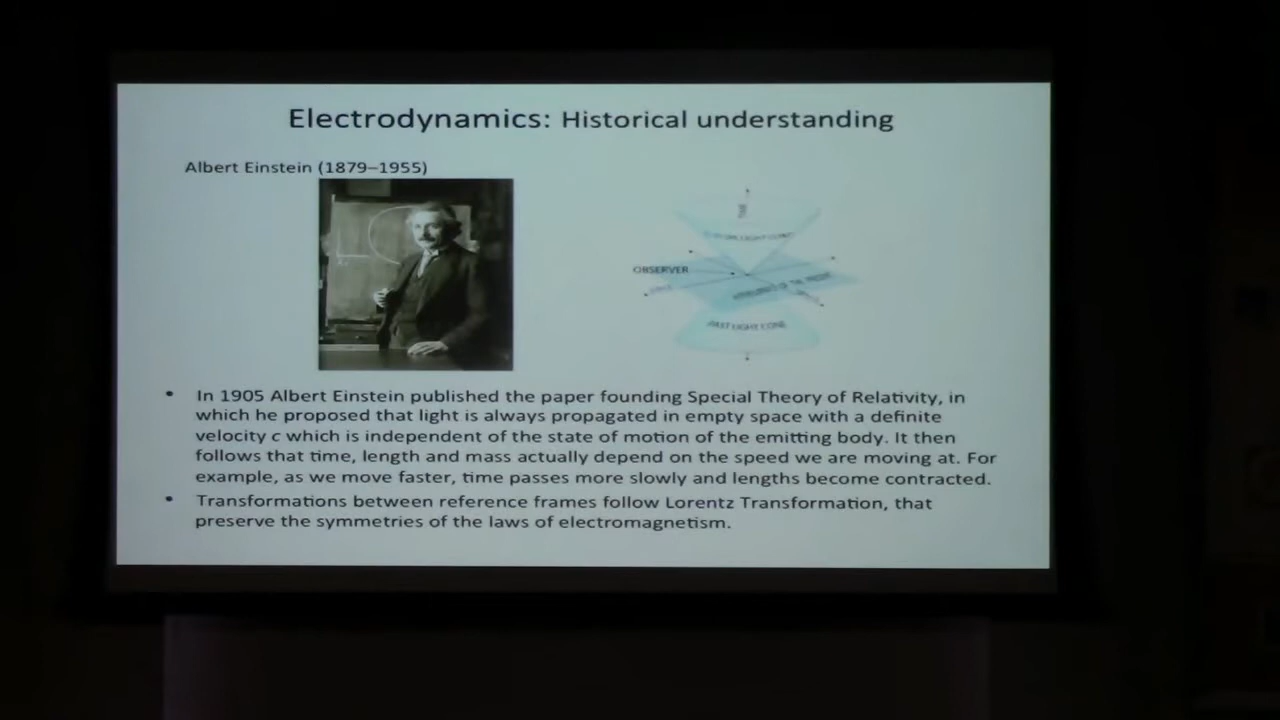 Electrodynamics: Historical understanding
Albert Einstein (1879–1955)
OBSERVER
PAST LIGHT CONE
• In 1905 Albert Einstein published the paper founding Special Theory of Relativity, in
which he proposed that light is always propagated in empty space with a definite
velocity c which is independent of the state of motion of the emitting body. It then
follows that time, length and mass actually depend on the speed we are moving at. For
example, as we move faster, time passes more slowly and lengths become contracted.
• Transformations between reference frames follow Lorentz Transformation, that
preserve the symmetries of the laws of electromagnetism.